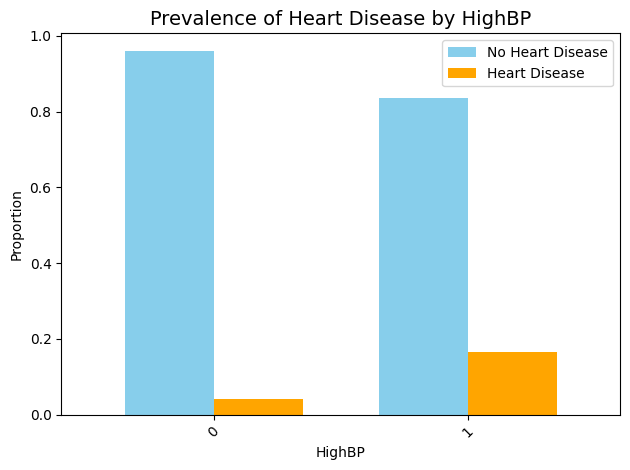 Prevalence of Heart Disease by HighBP
No Heart Disease
Heart Disease
1.0
0.8
0.6
0.4
0.2
0.0
Proportion
0
1
HighBP